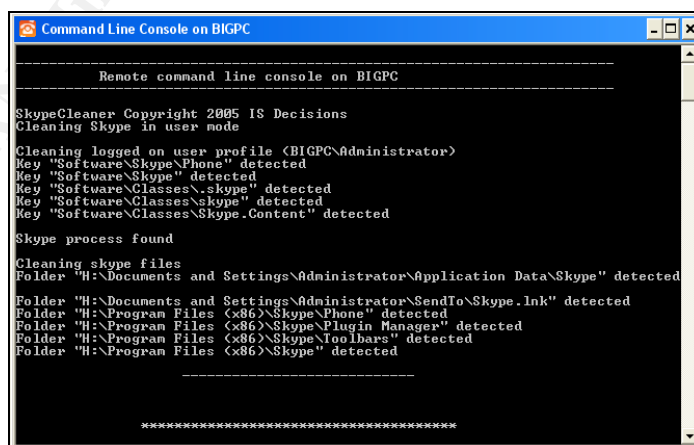 Command Line Console on BIGPC
Remote command line console on BIGPC
SkypeCleaner Copyright 2005 IS Decisions
Cleaning Skype in user mode
Cleaning logged on user profile (BIGPC\Administrator)
Key "Software\Skype\Phone" detected
Key "Software\Skype" detected
Key "Software\Classes\.skype" detected
Key "Software\Classes\skype" detected
Key "Software\Classes\Skype.Content" detected
Skype process found
Cleaning skype files
Folder "H:\Documents and Settings\Administrator\Application Data\Skype" detected
Folder "H:\Documents and Settings\Administrator\SendTo\Skype.lnk" detected
Folder "H:\Program Files (x86)\Skype\Phone" detected
Folder "H:\Program Files (x86)\Skype\Plugin Manager" detected
Folder "H:\Program Files (x86)\Skype\Toolbars" detected
Folder "H:\Program Files (x86)\Skype" detected
**************************************